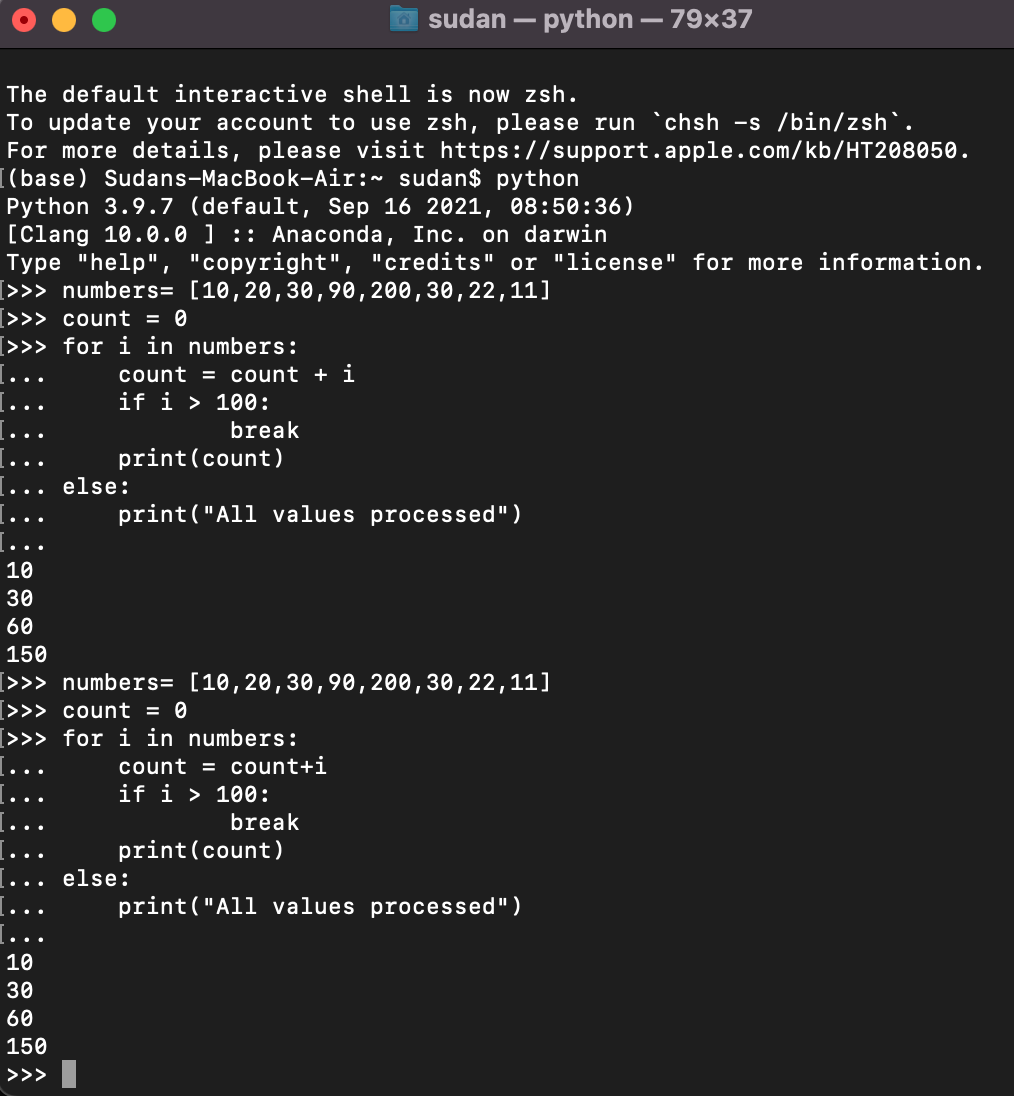 sudan — python — 79×37
The default interactive shell is now zsh.
To update your account to use zsh, please run `chsh -s /bin/zsh`.
For more details, please visit https://support.apple.com/kb/HT208050.
[(base) Sudans-MacBook-Air:~ sudan$ python
Python 3.9.7 (default, Sep 16 2021, 08:50:36)
[Clang 10.0.0 ] :: Anaconda, Inc. on darwin
Type "help", "copyright", "credits" or "license" for more information.
[>>> numbers= [10,20,30,90,200,30,22,11]
[>>> count = 0
[>>> for i in numbers:
[...     count = count + i
[...     if i > 100:
[...             break
[...     print(count)
[... else:
[...     print("All values processed")
[...
10
30
60
150
[>>> numbers= [10,20,30,90,200,30,22,11]
[>>> count = 0
[>>> for i in numbers:
[...     count = count+i
[...     if i > 100:
[...             break
[...     print(count)
[... else:
[...     print("All values processed")
[...
10
30
60
150
>>>